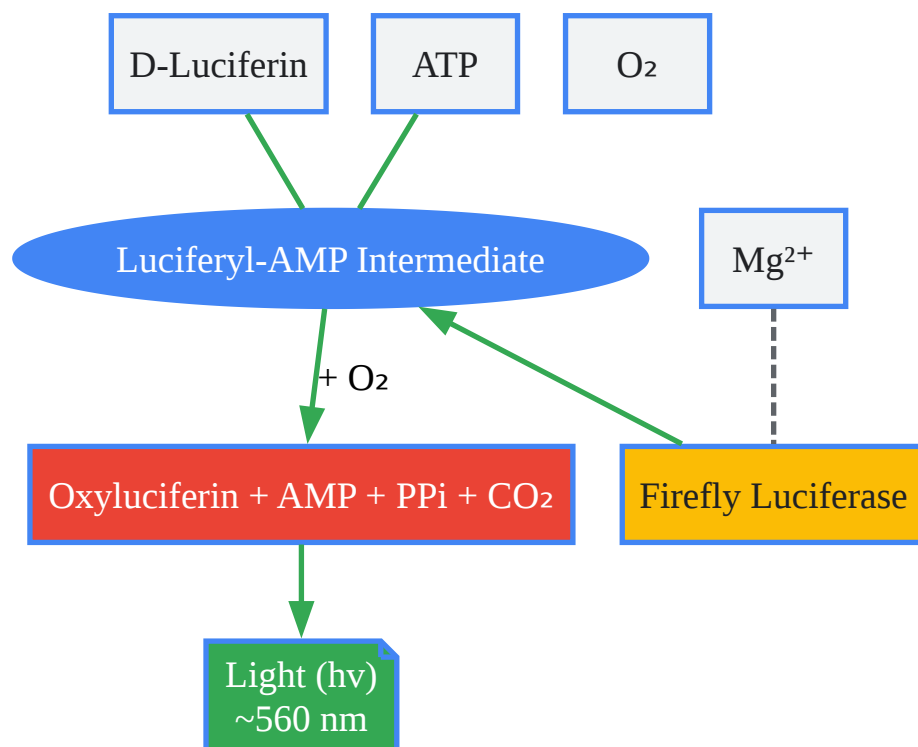 D-Luciferin
ATP
O₂
Luciferyl-AMP Intermediate
Mg²⁺
+ O₂
Oxyluciferin + AMP + PPi + CO₂
Firefly Luciferase
Light (hv)
~560 nm